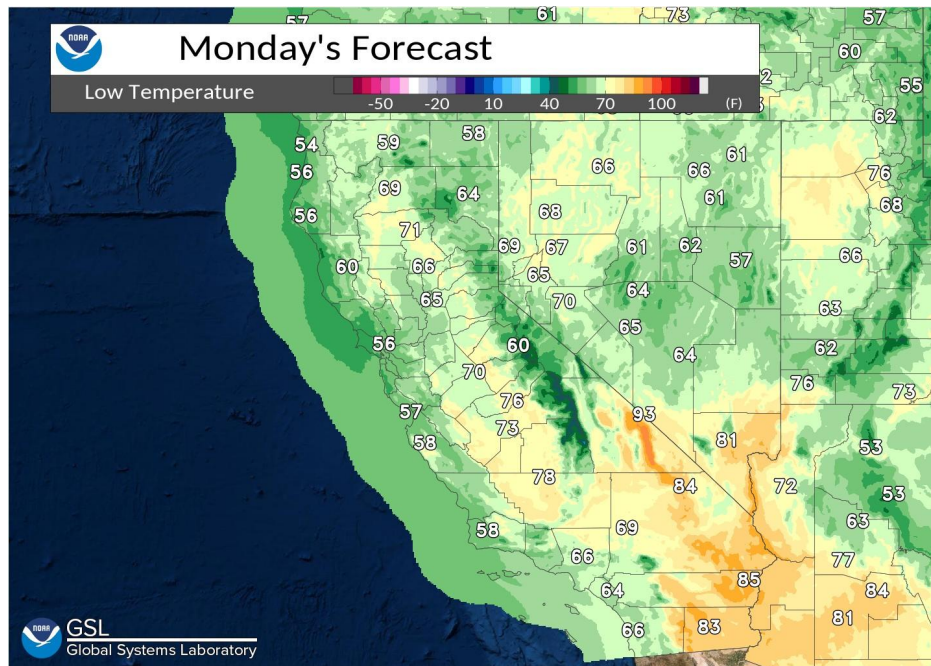 57 61 73 57
NOAA
Monday's Forecast
60
Low Temperature
-50 -20 10 40 70 100 (F)
55
62
54 59 58 66 61
56 69 64 66 76
61
56 71 68 68
69 67 61 62 57 66
60 66 65
65 64 63
70
56 60 65 64 62
70 76 76 73
57 73 93 81 53
58
78 84 72 53
58 69 63
66 77
64 85 84
66 83 81
NOAA GSL
Global Systems Laboratory